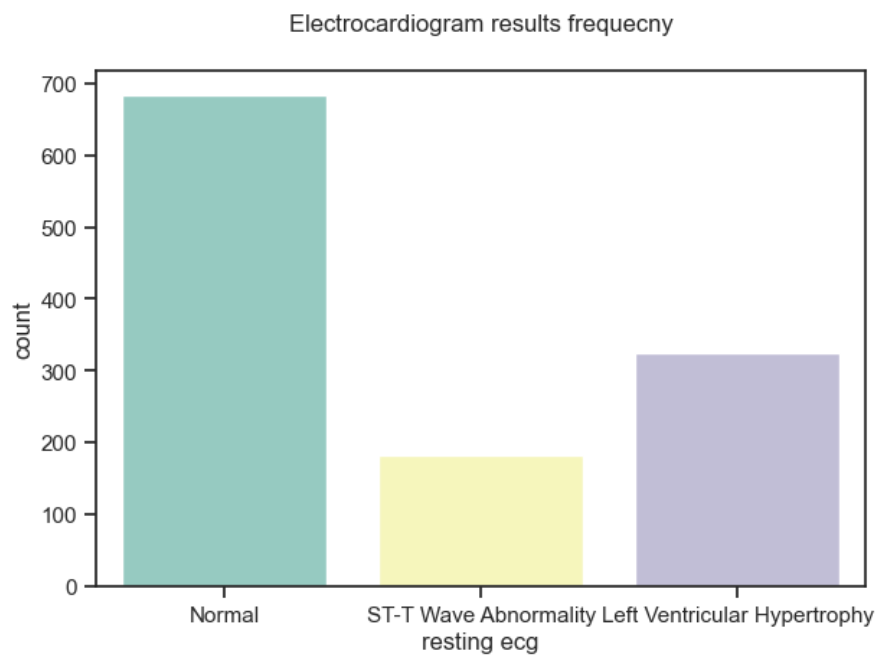 Electrocardiogram results frequecny
700
600
500
400
300
200
100
0
count
Normal
ST-T Wave Abnormality
Left Ventricular Hypertrophy
resting ecg